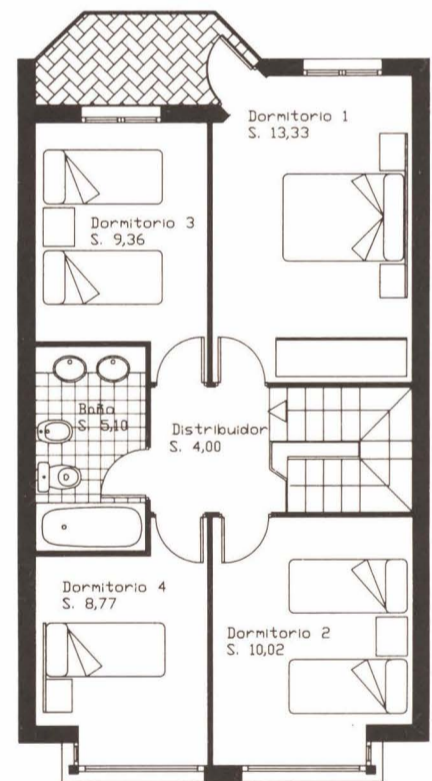 Dormitorio 1
S. 13,33
Dormitorio 3
S. 9,36
Baño
S. 5,10
Distribuidor
S. 4,00
Dormitorio 4
S. 8,77
Dormitorio 2
S. 10,02